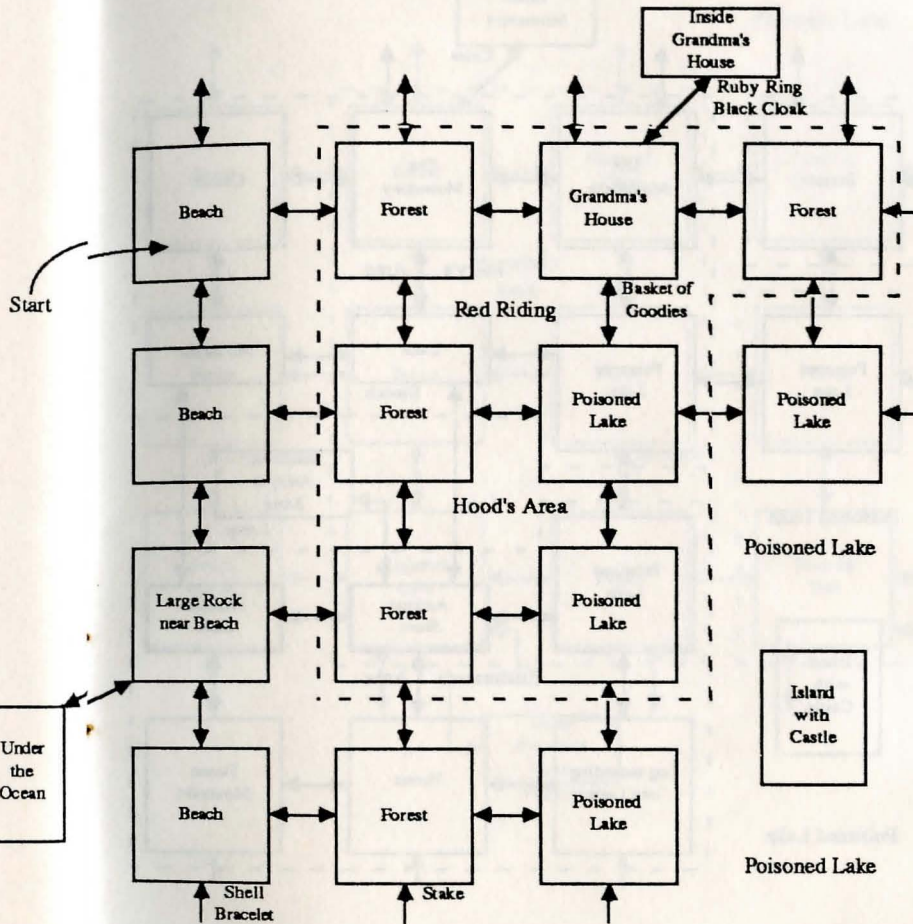 Inside
Grandma's
House
Ruby Ring
Black Cloak
Beach
Forest
Grandma's
House
Forest
Start
Basket of
Goodies
Red Riding
Beach
Forest
Poisoned
Lake
Poisoned
Lake
Hood's Area
Poisoned Lake
Large Rock
near Beach
Forest
Poisoned
Lake
Island
with
Castle
Under
the
Ocean
Beach
Forest
Poisoned
Lake
Poisoned Lake
Shell
Bracelet
Stake